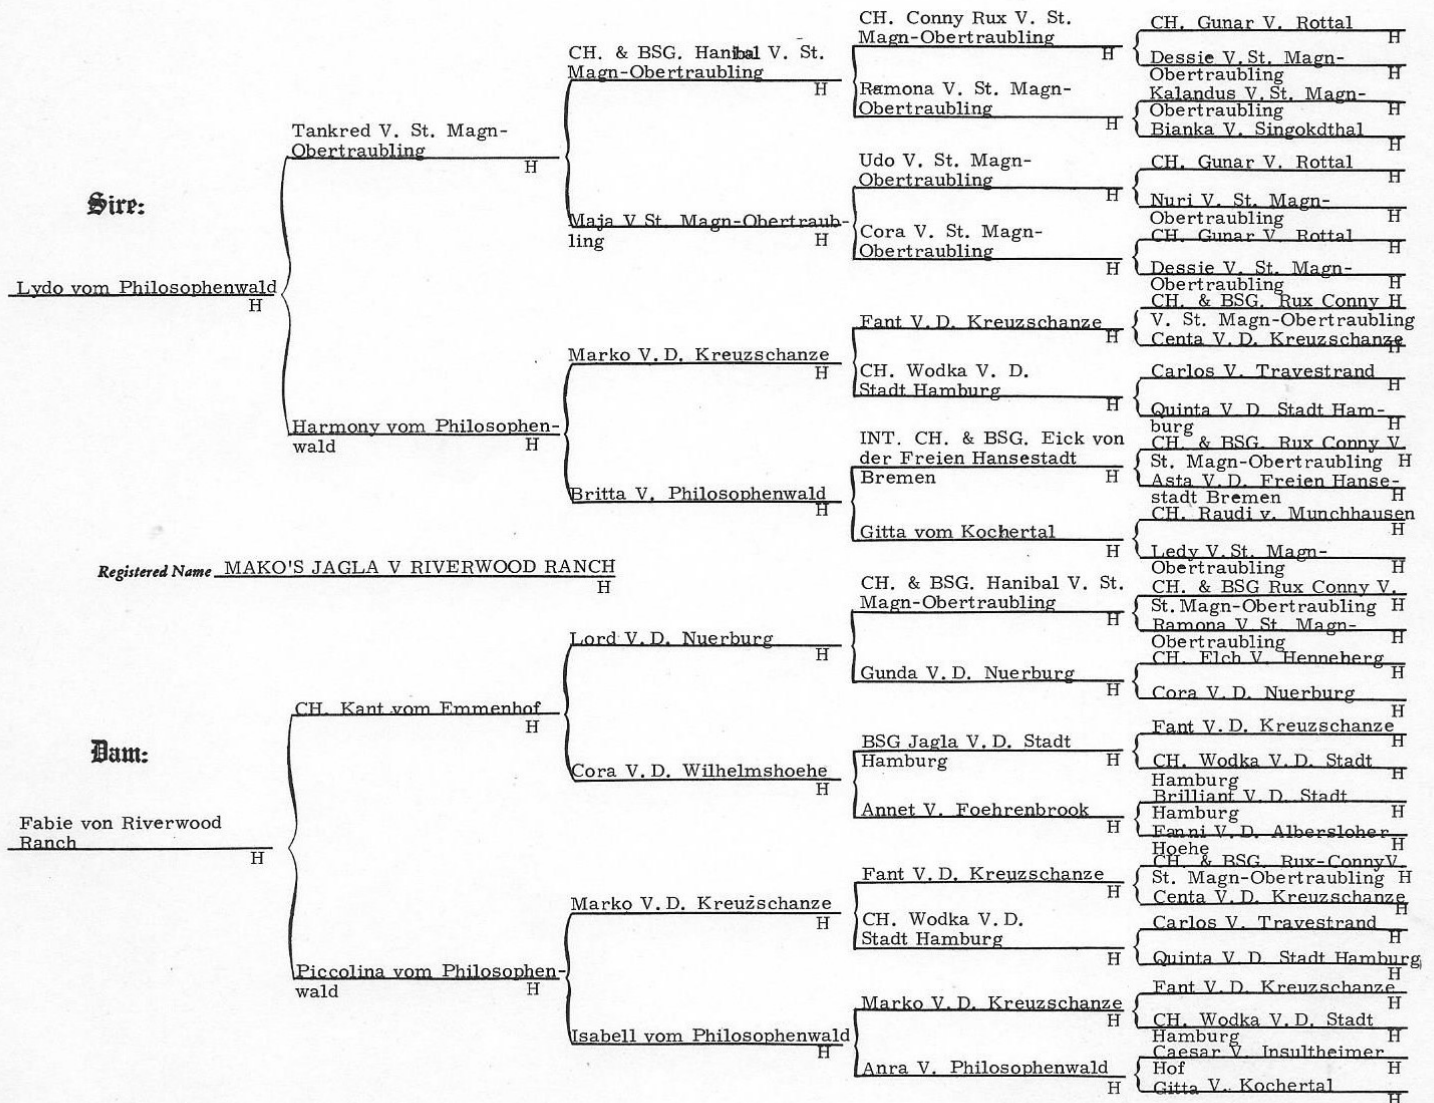 Sire:
Lydo vom Philosophenwald
H
Tankred V. St. Magn-
Obertraubling
H
Harmony vom Philosophen-
wald
H
CH. & BSG. Hanibal V. St.
Magn-Obertraubling
H
Maja V St. Magn-Obertraub-
ling
H
Marko V. D. Kreuzschanze
H
Britta V. Philosophenwald
H
CH. Conny Rux V. St.
Magn-Obertraubling
H
Ramona V. St. Magn-
Obertraubling
H
Udo V. St. Magn-
Obertraubling
H
Cora V. St. Magn-
Obertraubling
H
Fant V. D. Kreuzschanze
H
CH. Wodka V. D.
Stadt Hamburg
H
INT. CH. & BSG. Eick von
der Freien Hansestadt
Bremen
H
Gitta vom Kochertal
H
CH. Gunar V. Rottal
H
Dessie V. St. Magn-
Obertraubling
H
Kalandus V. St. Magn-
Obertraubling
H
Bianka V. Singokdthal
H
CH. Gunar V. Rottal
H
Nuri V. St. Magn-
Obertraubling
H
CH. Gunar V. Rottal
H
Dessie V. St. Magn-
Obertraubling
H
CH. & BSG. Rux Conny H
V. St. Magn-Obertraubling
Centa V. D. Kreuzschanze
H
Carlos V. Travestrand
H
Quinta V D Stadt Ham-
burg
H
CH. & BSG. Rux Conny V.
St. Magn-Obertraubling H
Asta V. D. Freien Hanse-
stadt Bremen
H
CH. Raudi v. Munchhausen
H
Ledy V. St. Magn-
Obertraubling
H
Registered Name MAKO'S JAGLA V RIVERWOOD RANCH
H
Dam:
Fabie von Riverwood
Ranch
H
CH. Kant vom Emmenhof
H
Piccolina vom Philosophen-
wald
H
Lord V. D. Nuerburg
H
Cora V. D. Wilhelmshoehe
H
Marko V. D. Kreuzschanze
H
Isabell vom Philosophenwald
H
CH. & BSG. Hanibal V. St.
Magn-Obertraubling
H
Gunda V. D. Nuerburg
H
BSG Jagla V. D. Stadt
Hamburg
H
Annet V. Foehrenbrook
H
Fant V. D. Kreuzschanze
H
CH. Wodka V. D.
Stadt Hamburg
H
Marko V. D. Kreuzschanze
H
Anra V. Philosophenwald
H
CH. & BSG Rux Conny V.
St. Magn-Obertraubling H
Ramona V. St. Magn-
Obertraubling
H
CH. Elch V. Henneberg
H
Cora V. D. Nuerburg
H
Fant V. D. Kreuzschanze
H
CH. Wodka V. D. Stadt
Hamburg
H
Brilliant V. D. Stadt
Hamburg
H
Fanni V. D. Albersloher
Hoehe
H
CH. & BSG. Rux-Conny V.
St. Magn-Obertraubling H
Centa V. D. Kreuzschanze
H
Carlos V. Travestrand
H
Quinta V. D. Stadt Hamburg
H
Fant V. D. Kreuzschanze
H
CH. Wodka V. D. Stadt
Hamburg
H
Caesar V. Insultheimer
Hof
H
Gitta V. Kochertal
H